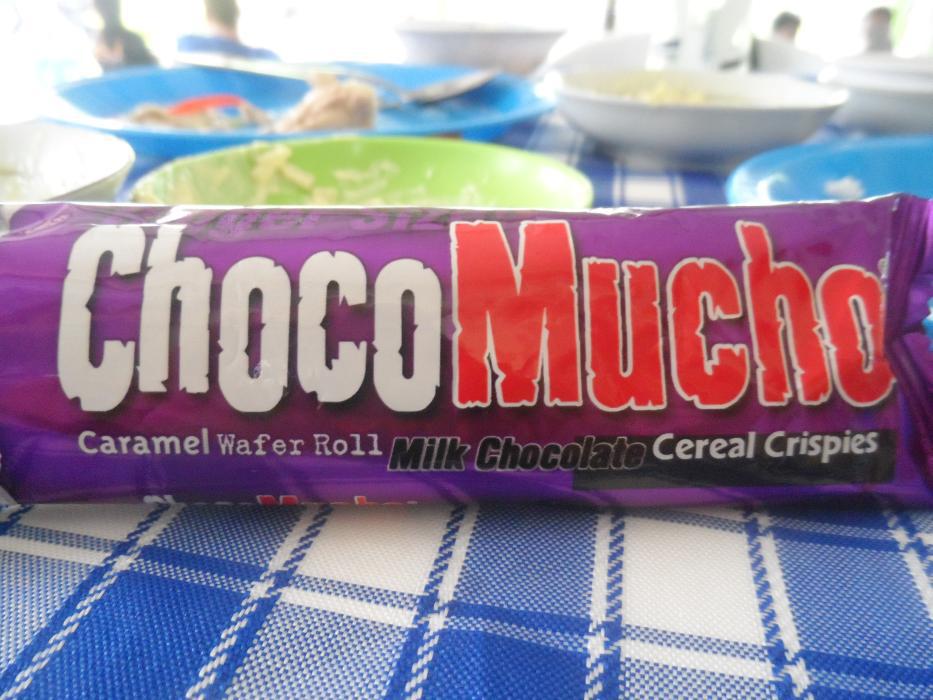 ChocoMucho
Caramel Wafer Roll Milk Chocolate Cereal Crispies